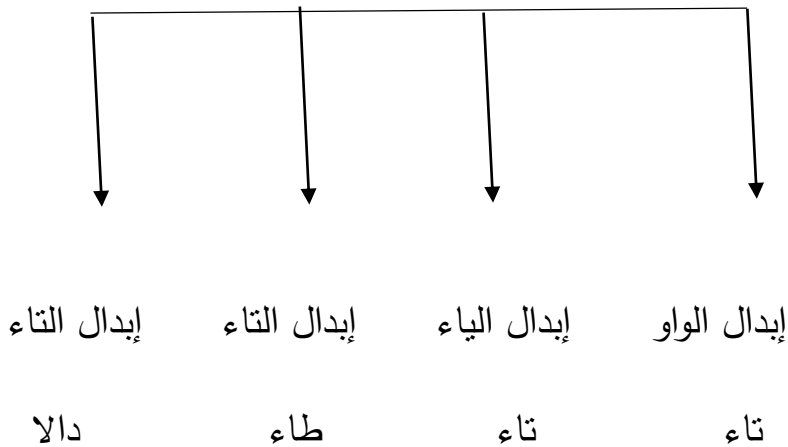 إبدال الواو إبدال الياء إبدال التاء إبدال التاء
تاء تاء طاء دالا